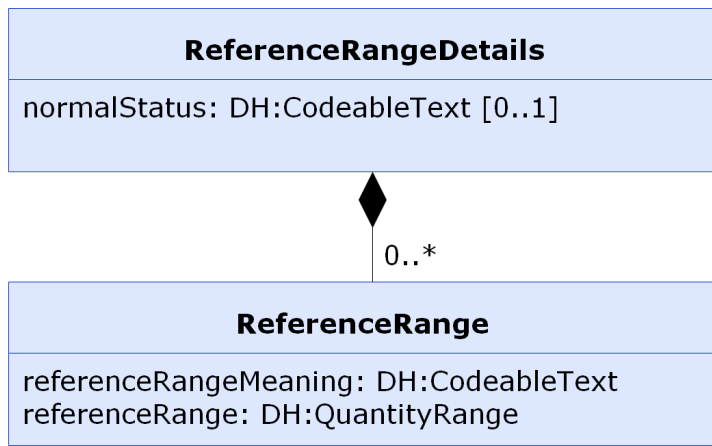 ReferenceRangeDetails
normalStatus: DH:CodeableText [0..1]
0..*
ReferenceRange
referenceRangeMeaning: DH:CodeableText
referenceRange: DH:QuantityRange